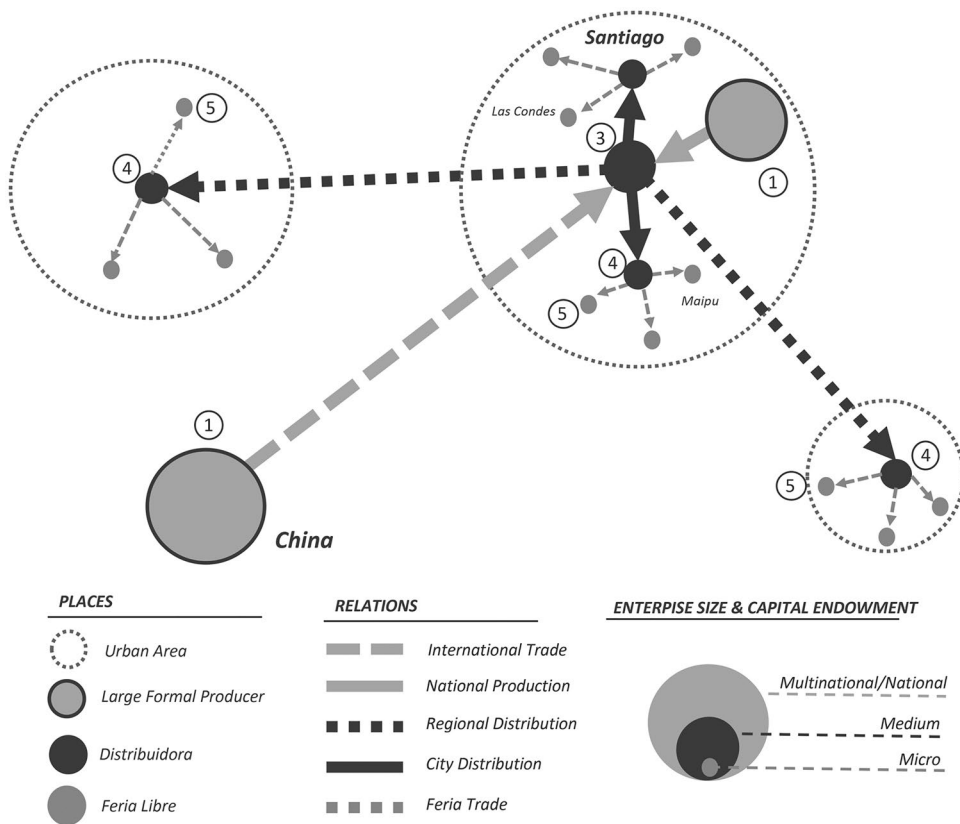 Santiago
Las Condes
3
1
5
4
4
5
Maipu
1
4
5
China
PLACES
Urban Area
Large Formal Producer
Distribuidora
Feria Libre
RELATIONS
International Trade
National Production
Regional Distribution
City Distribution
Feria Trade
ENTERPISE SIZE & CAPITAL ENDOWMENT
Multinational/National
Medium
Micro